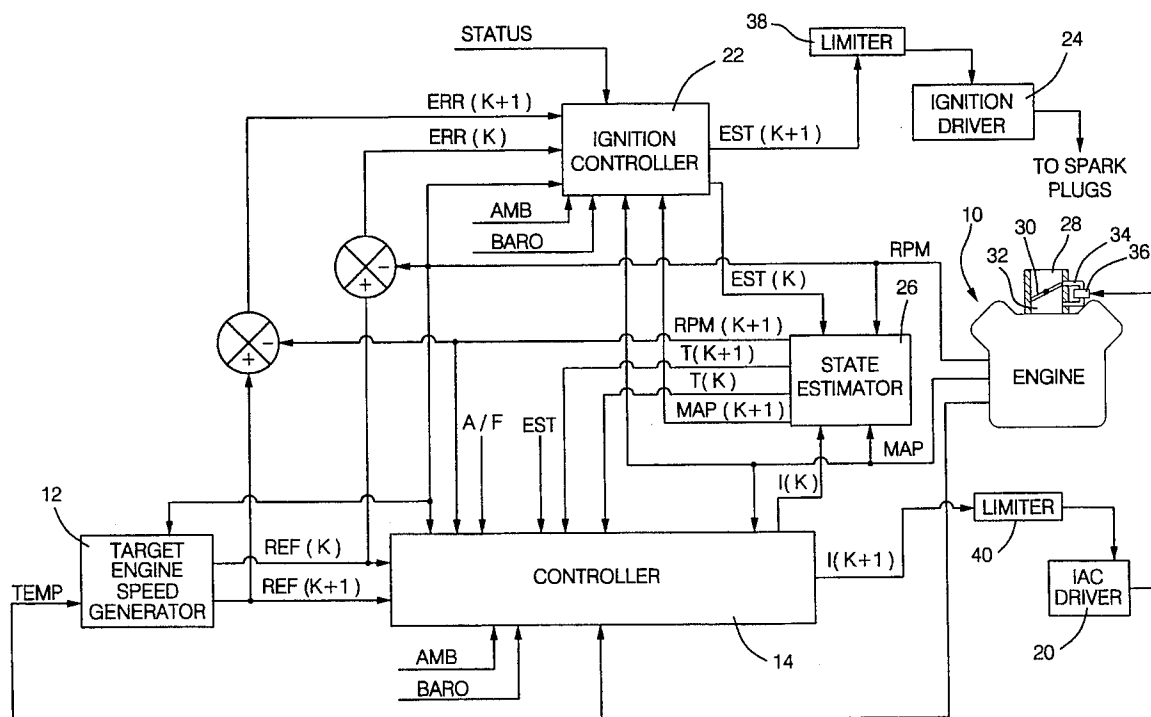 STATUS
38
LIMITER
22
24
ERR (K+1)
ERR (K)
IGNITION
CONTROLLER
EST (K+1)
IGNITION
DRIVER
TO SPARK
PLUGS
AMB
BARO
10
30
28
34
36
32
RPM
EST (K)
26
RPM (K+1)
T(K+1)
T(K)
MAP (K+1)
STATE
ESTIMATOR
ENGINE
A / F
EST
MAP
I(K)
12
TARGET
ENGINE
SPEED
GENERATOR
TEMP
REF (K)
REF (K+1)
CONTROLLER
I(K+1)
LIMITER
40
IAC
DRIVER
20
14
AMB
BARO
+
-
+
-